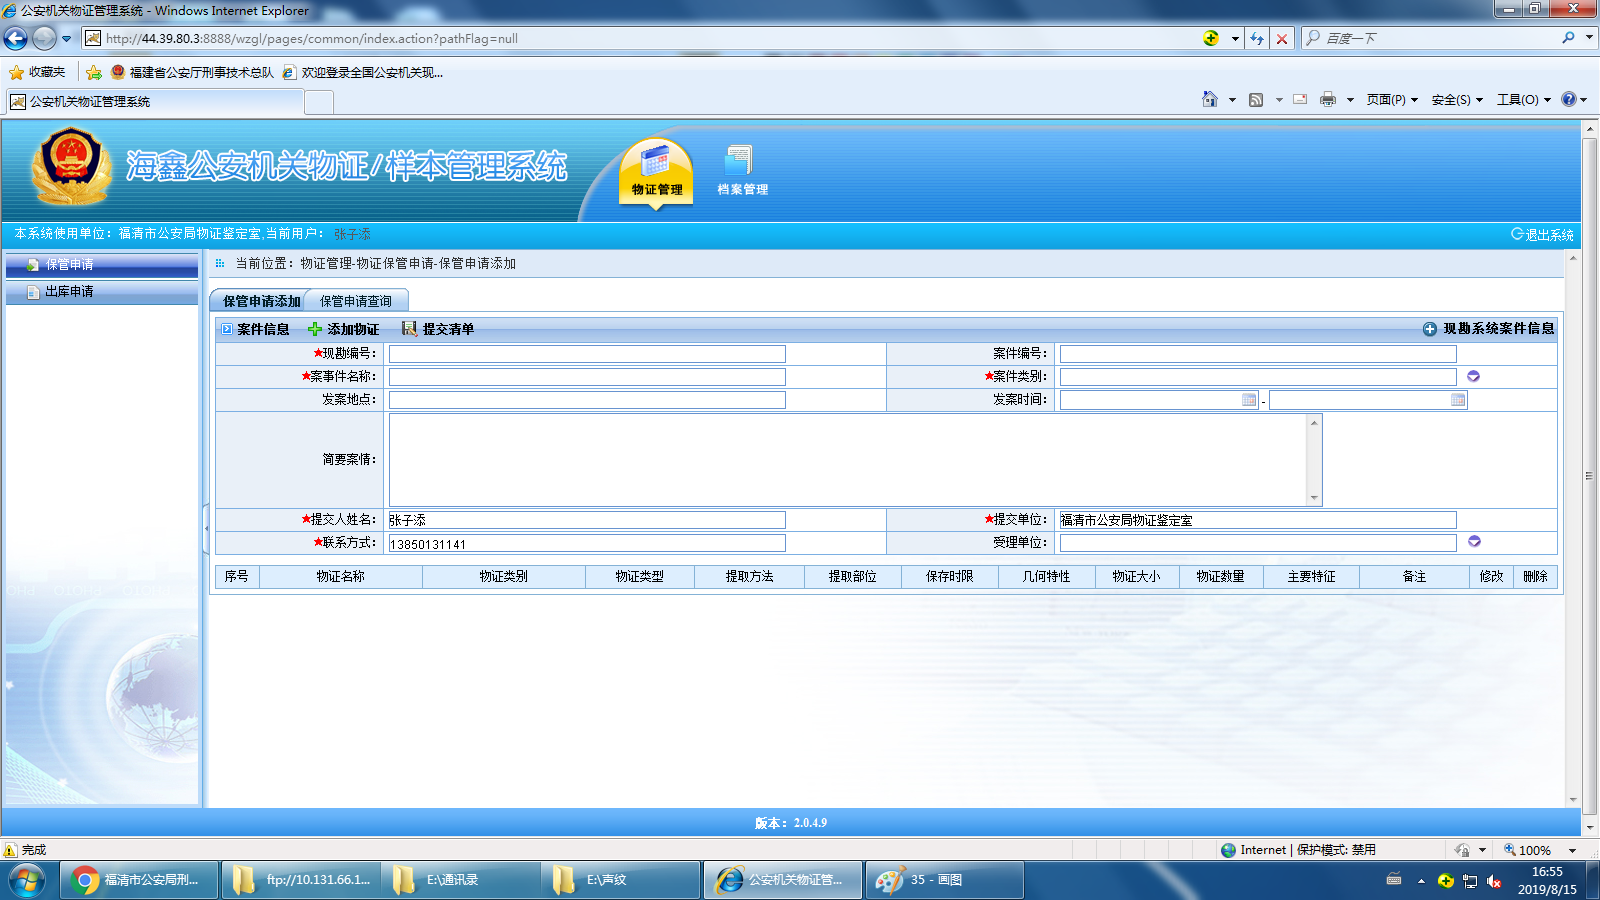 公安机关物证管理系统 - Windows Internet Explorer
http://44.39.80.3:8888/wzgl/pages/common/index.action?pathFlag=null
百度一下
收藏夹
福建省公安厅刑事技术总队
欢迎登录全国公安机关现...
公安机关物证管理系统
页面(P)
安全(S)
工具(O)
海鑫公安机关物证/样本管理系统
物证管理
档案管理
本系统使用单位：福清市公安局物证鉴定室,当前用户： 张子添
退出系统
保管申请
出库申请
当前位置：物证管理-物证保管申请-保管申请添加
保管申请添加
保管申请查询
案件信息
添加物证
提交清单
现勘系统案件信息
★现勘编号：
案件编号：
★案事件名称：
★案件类别：
发案地点：
发案时间：
-
简要案情：
★提交人姓名：
张子添
★提交单位：
福清市公安局物证鉴定室
★联系方式：
13850131141
受理单位：
序号 物证名称 物证类别 物证类型 提取方法 提取部位 保存时限 几何特性 物证大小 物证数量 主要特征 备注 修改 删除
版本：2.0.4.9
完成
Internet | 保护模式: 禁用
100%
福清市公安局刑...
ftp://10.131.66.1...
E:\通讯录
E:\声纹
公安机关物证管...
35 - 画图
16:55
2019/8/15